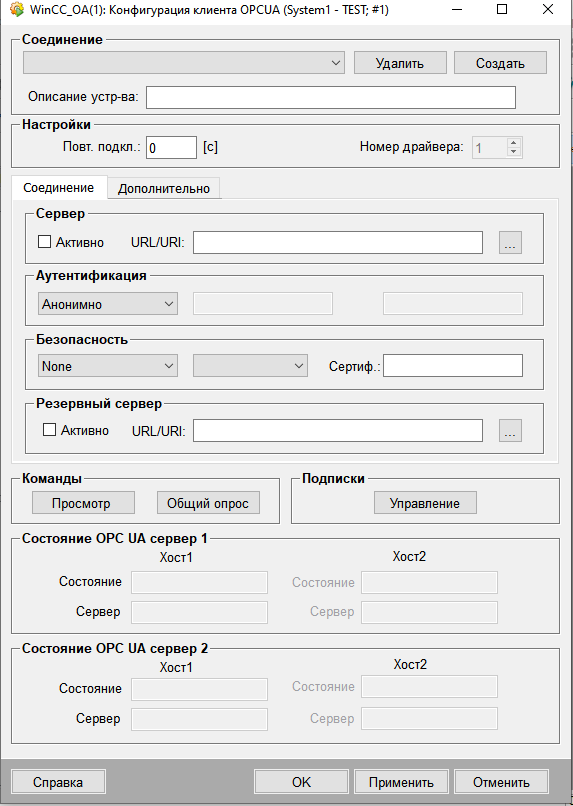 WinCC_OA(1): Конфигурация клиента OPCUA (System1 - TEST; #1)
Соединение
Удалить Создать
Описание устр-ва:
Настройки
Повт. подкл.: 0 [с] Номер драйвера: 1
Соединение Дополнительно
Сервер
Активно URL/URI: ...
Аутентификация
Анонимно
Безопасность
None Сертиф.:
Резервный сервер
Активно URL/URI: ...
Команды Подписки
Просмотр Общий опрос Управление
Состояние OPC UA сервер 1
Хост1 Хост2
Состояние Состояние
Сервер Сервер
Состояние OPC UA сервер 2
Хост1 Хост2
Состояние Состояние
Сервер Сервер
Справка OK Применить Отменить